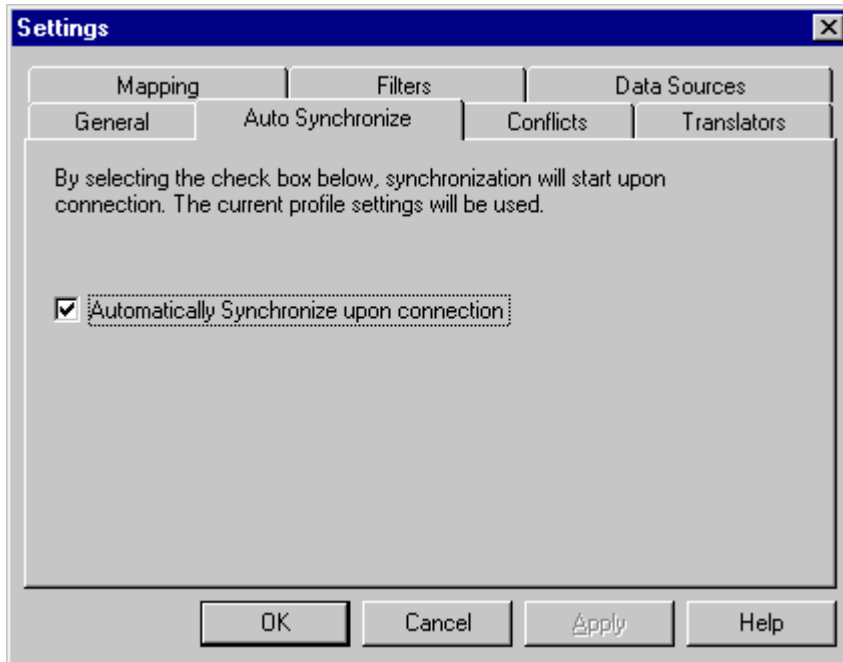 Settings
Mapping Filters Data Sources
General Auto Synchronize Conflicts Translators
By selecting the check box below, synchronization will start upon
connection. The current profile settings will be used.
Automatically Synchronize upon connection
OK Cancel Apply Help